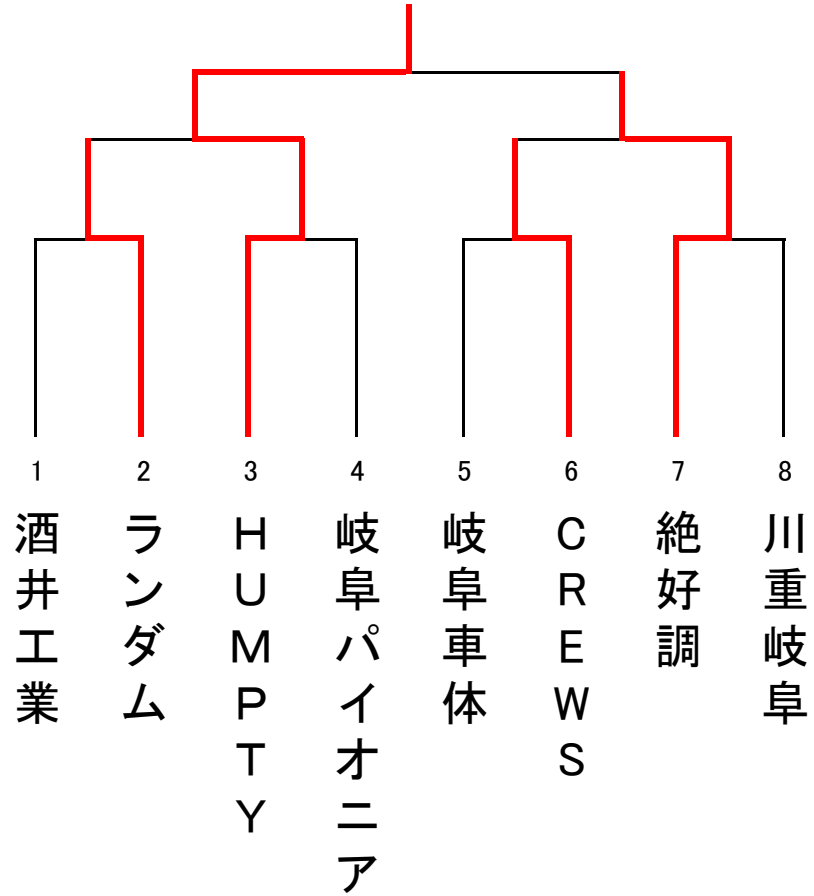 1
2
3
4
5
6
7
8
酒井工業
ランダム
ＨＵＭＰＴＹ
岐阜パイオニア
岐阜車体
ＣＲＥＷＳ
絶好調
川重岐阜